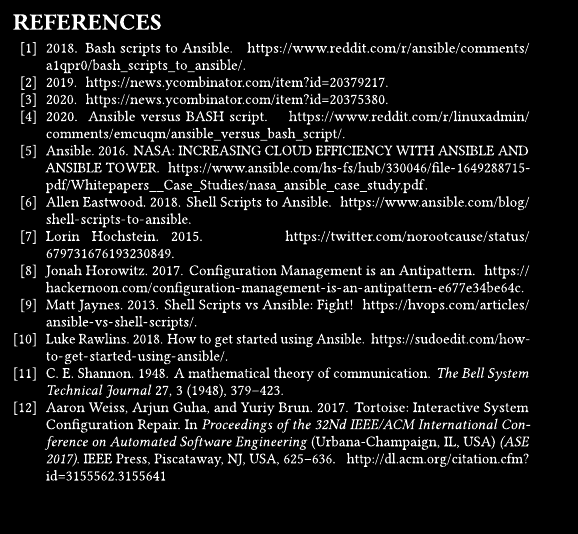 REFERENCES
[1] 2018. Bash scripts to Ansible. https://www.reddit.com/r/ansible/comments/
a1qpr0/bash_scripts_to_ansible/.
[2] 2019. https://news.ycombinator.com/item?id=20379217.
[3] 2020. https://news.ycombinator.com/item?id=20375380.
[4] 2020. Ansible versus BASH script. https://www.reddit.com/r/linuxadmin/
comments/emcuqm/ansible_versus_bash_script/.
[5] Ansible. 2016. NASA: INCREASING CLOUD EFFICIENCY WITH ANSIBLE AND
ANSIBLE TOWER. https://www.ansible.com/hs-fs/hub/330046/file-1649288715-
pdf/Whitepapers__Case_Studies/nasa_ansible_case_study.pdf.
[6] Allen Eastwood. 2018. Shell Scripts to Ansible. https://www.ansible.com/blog/
shell-scripts-to-ansible.
[7] Lorin Hochstein. 2015. https://twitter.com/norootcause/status/
679731676193230849.
[8] Jonah Horowitz. 2017. Configuration Management is an Antipattern. https://
hackernoon.com/configuration-management-is-an-antipattern-e677e34be64c.
[9] Matt Jaynes. 2013. Shell Scripts vs Ansible: Fight! https://hvops.com/articles/
ansible-vs-shell-scripts/.
[10] Luke Rawlins. 2018. How to get started using Ansible. https://sudoedit.com/how-
to-get-started-using-ansible/.
[11] C. E. Shannon. 1948. A mathematical theory of communication. The Bell System
Technical Journal 27, 3 (1948), 379–423.
[12] Aaron Weiss, Arjun Guha, and Yuriy Brun. 2017. Tortoise: Interactive System
Configuration Repair. In Proceedings of the 32Nd IEEE/ACM International Con-
ference on Automated Software Engineering (Urbana-Champaign, IL, USA) (ASE
2017). IEEE Press, Piscataway, NJ, USA, 625–636. http://dl.acm.org/citation.cfm?
id=3155562.3155641